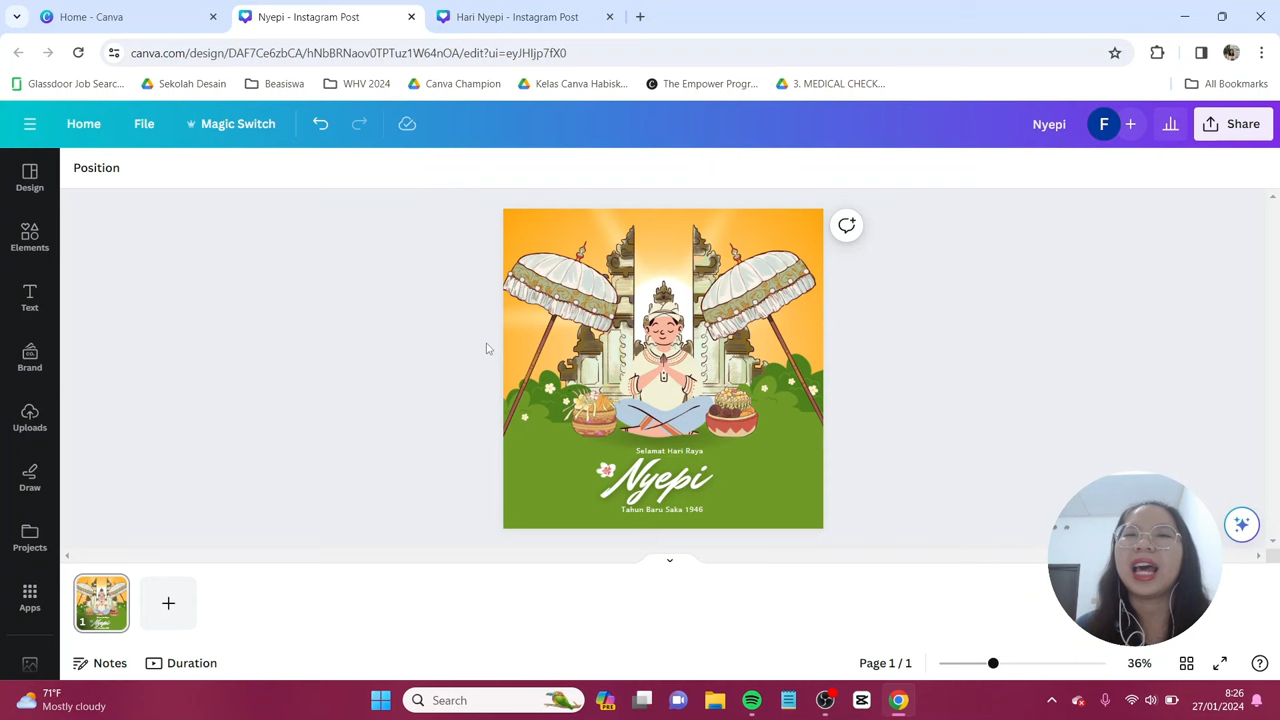 Home - Canva
Nyepi - Instagram Post
Hari Nyepi - Instagram Post
canva.com/design/DAF7Ce6zbCA/hNbBRNaov0TPTuz1W64nOA/edit?ui=eyJHIjp7fX0
Glassdoor Job Searc...
Sekolah Desain
Beasiswa
WHV 2024
Canva Champion
Kelas Canva Habisk...
The Empower Progr...
3. MEDICAL CHECK...
All Bookmarks
Home
File
Magic Switch
Nyepi
F
Share
Design
Position
Elements
Text
Brand
Uploads
Draw
Projects
Apps
Selamat Hari Raya
Nyepi
Tahun Baru Saka 1946
1
Notes
Duration
Page 1 / 1
36%
71°F
Mostly cloudy
Search
PRE
8:26
27/01/2024